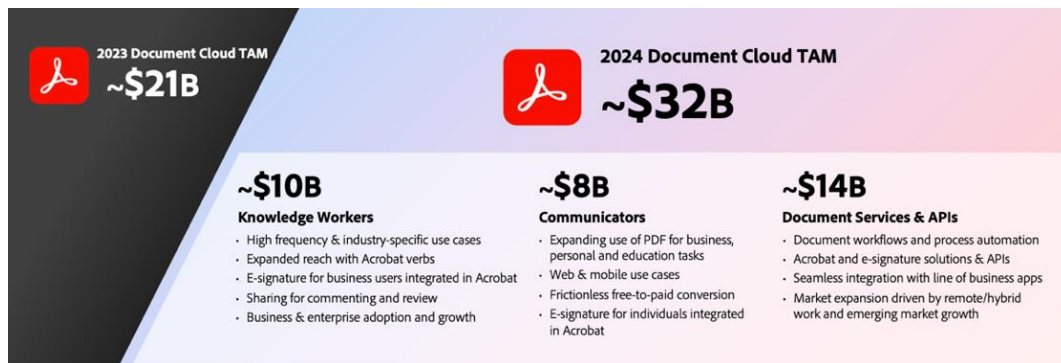 2023 Document Cloud TAM
~$21B
2024 Document Cloud TAM
~$32B
~$10B
Knowledge Workers
· High frequency & industry-specific use cases
· Expanded reach with Acrobat verbs
· E-signature for business users integrated in Acrobat
· Sharing for commenting and review
· Business & enterprise adoption and growth
~$8B
Communicators
· Expanding use of PDF for business,
personal and education tasks
· Web & mobile use cases
· Frictionless free-to-paid conversion
· E-signature for individuals integrated
in Acrobat
~$14B
Document Services & APIs
· Document workflows and process automation
· Acrobat and e-signature solutions & APIs
· Seamless integration with line of business apps
· Market expansion driven by remote/hybrid
work and emerging market growth